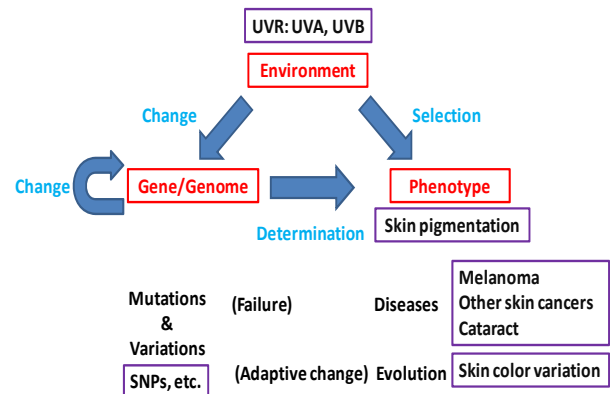 UVR: UVA, UVB
Environment
Change
Selection
Change
Gene/Genome
Phenotype
Determination
Skin pigmentation
Mutations
&
Variations
SNPs, etc.
(Failure)
Diseases
Melanoma
Other skin cancers
Cataract
(Adaptive change)
Evolution
Skin color variation